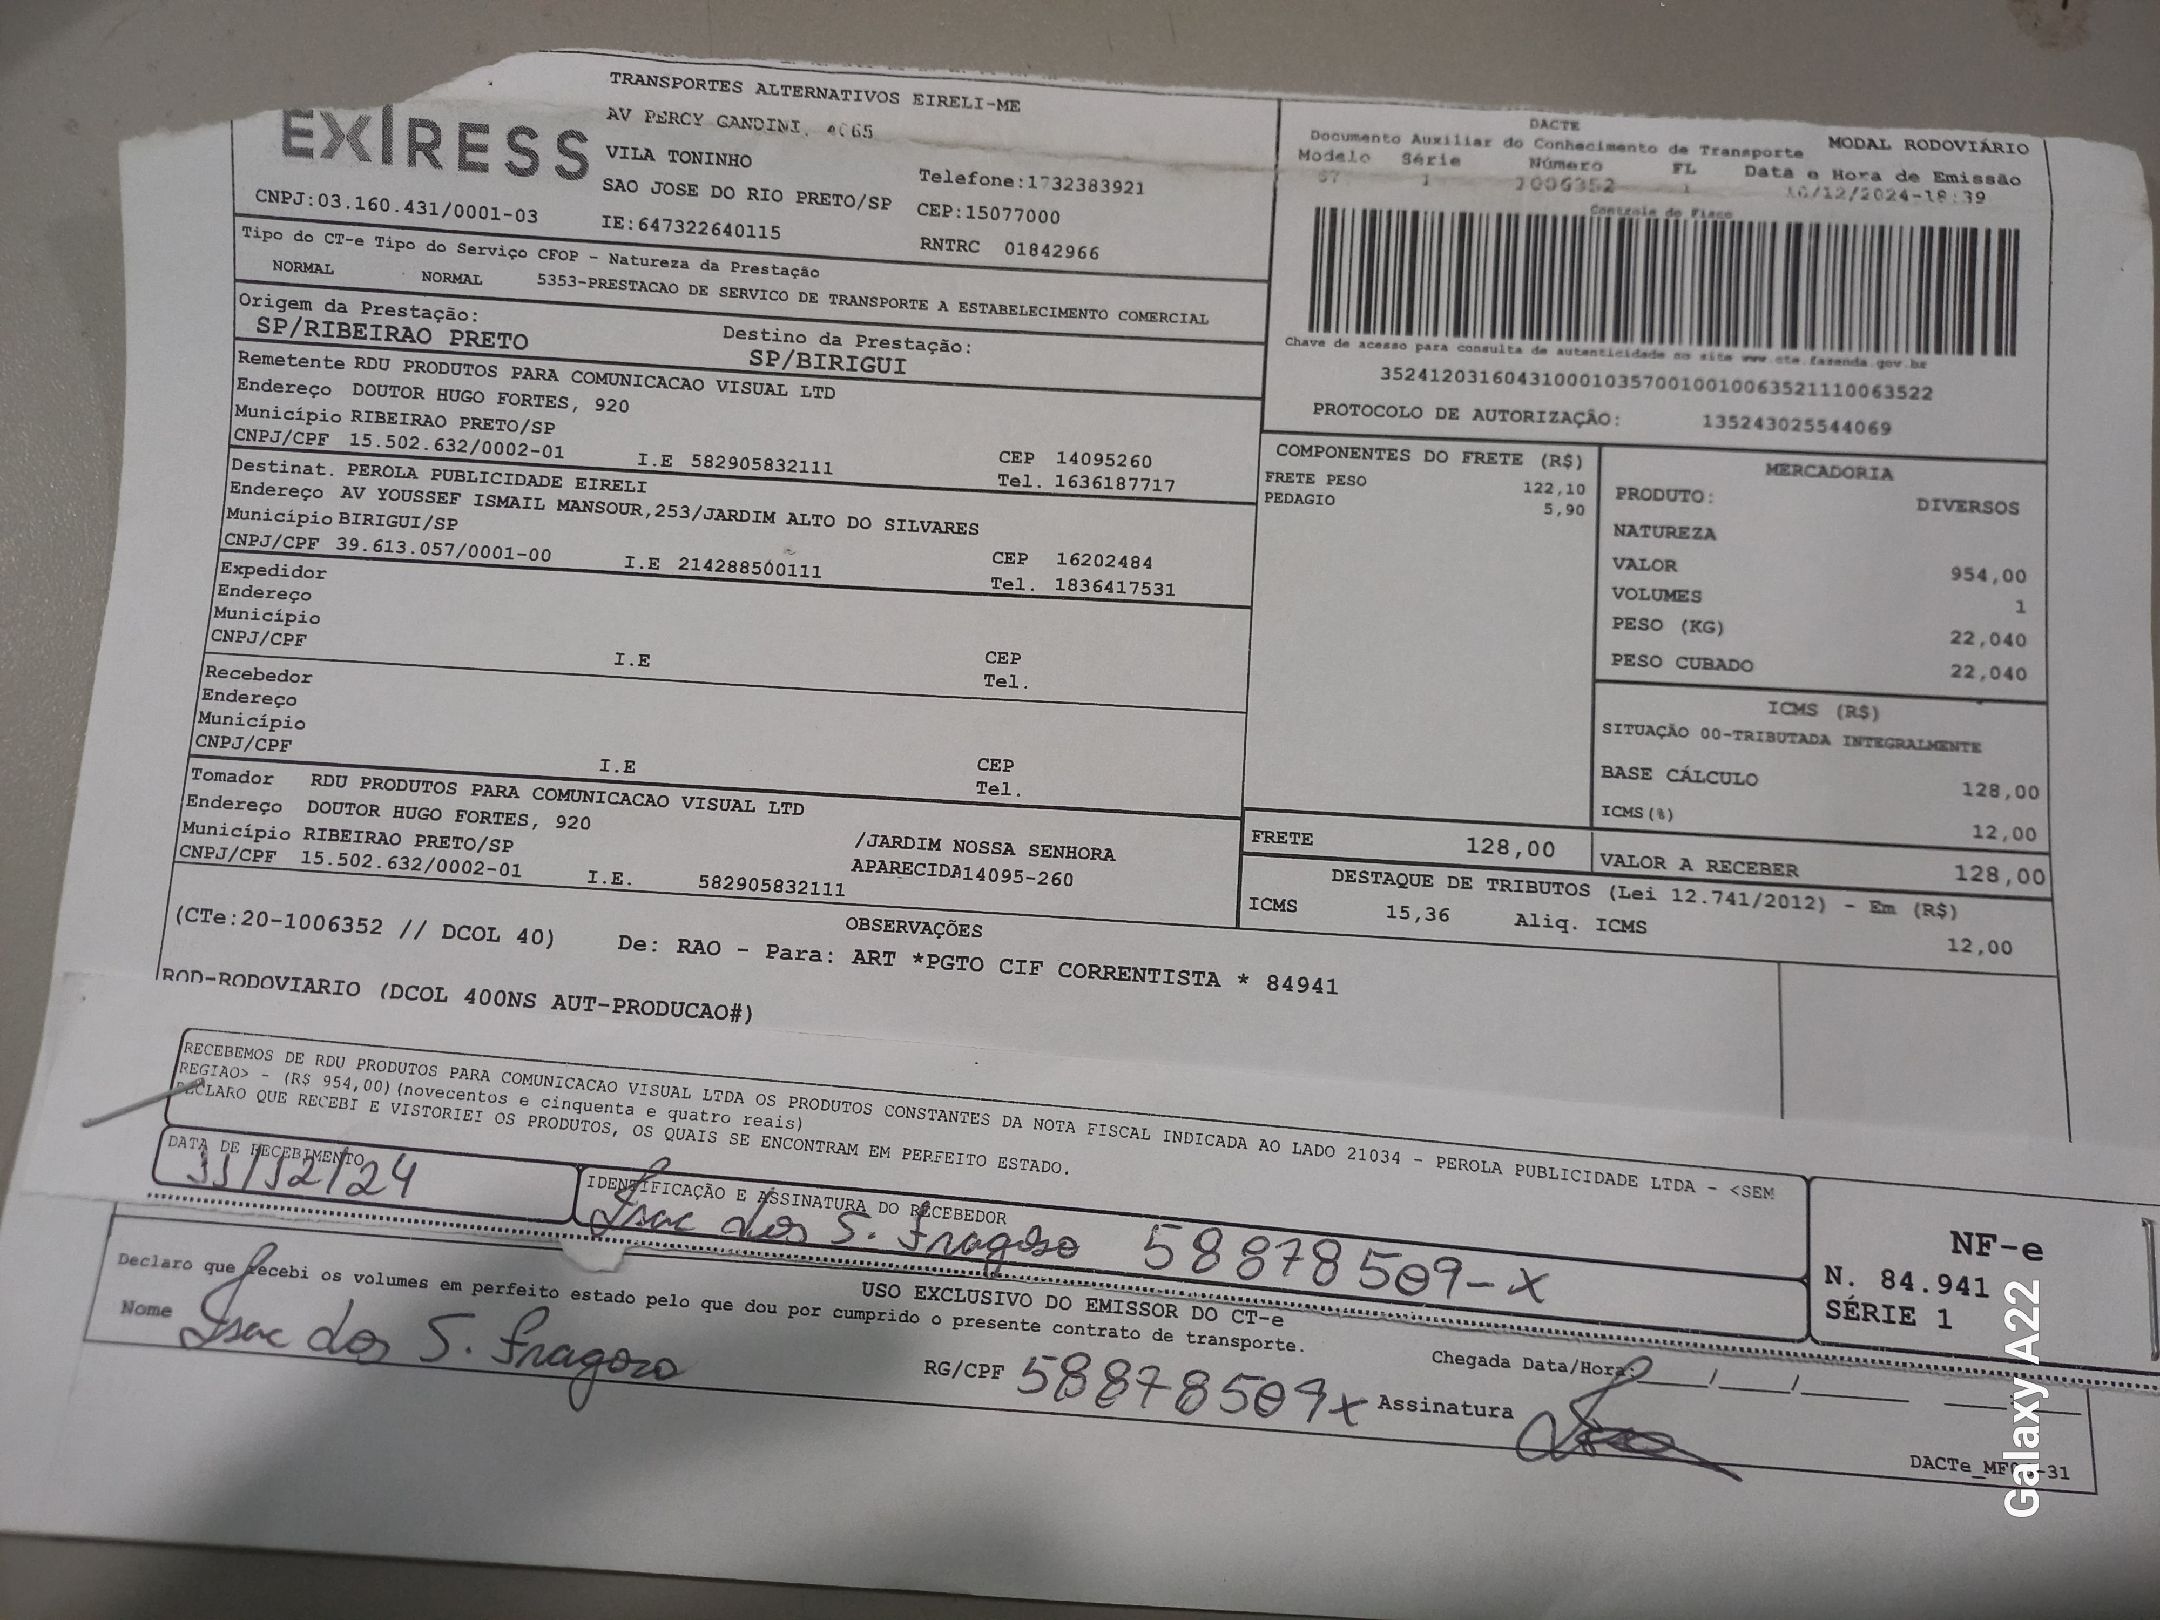 TRANSPORTES ALTERNATIVOS EIRELI-ME
EXIRESS
AV PERCY GANDINI, 4065
VILA TONINHO
Telefone:1732383921
SAO JOSE DO RIO PRETO/SP
CEP:15077000
CNPJ:03.160.431/0001-03
IE:647322640115
RNTRC 01842966
DACTE
Documento Auxiliar do Conhecimento de Transporte
MODAL RODOVIÁRIO
Modelo Série Número FL Data e Hora de Emissão
57 1 1006352 1 10/12/2024-18:39
Controle do Fisco
Chave de acesso para consulta de autenticidade no site www.cte.fazenda.gov.br
35241203160431000103570010010063521110063522
PROTOCOLO DE AUTORIZAÇÃO: 135243025544069
Tipo do CT-e Tipo do Serviço CFOP - Natureza da Prestação
NORMAL NORMAL 5353-PRESTACAO DE SERVICO DE TRANSPORTE A ESTABELECIMENTO COMERCIAL
Origem da Prestação: Destino da Prestação:
SP/RIBEIRAO PRETO SP/BIRIGUI
Remetente RDU PRODUTOS PARA COMUNICACAO VISUAL LTD
Endereço DOUTOR HUGO FORTES, 920
Município RIBEIRAO PRETO/SP CEP 14095260
CNPJ/CPF 15.502.632/0002-01 I.E 582905832111 Tel. 1636187717
Destinat. PEROLA PUBLICIDADE EIRELI
Endereço AV YOUSSEF ISMAIL MANSOUR,253/JARDIM ALTO DO SILVARES
Município BIRIGUI/SP CEP 16202484
CNPJ/CPF 39.613.057/0001-00 I.E 214288500111 Tel. 1836417531
Expedidor
Endereço
Município CEP
CNPJ/CPF I.E Tel.
Recebedor
Endereço
Município CEP
CNPJ/CPF I.E Tel.
Tomador RDU PRODUTOS PARA COMUNICACAO VISUAL LTD
Endereço DOUTOR HUGO FORTES, 920 /JARDIM NOSSA SENHORA
Município RIBEIRAO PRETO/SP APARECIDA14095-260
CNPJ/CPF 15.502.632/0002-01 I.E. 582905832111
COMPONENTES DO FRETE (R$)
FRETE PESO 122,10
PEDAGIO 5,90
MERCADORIA
PRODUTO: DIVERSOS
NATUREZA
VALOR 954,00
VOLUMES 1
PESO (KG) 22,040
PESO CUBADO 22,040
ICMS (R$)
SITUAÇÃO 00-TRIBUTADA INTEGRALMENTE
BASE CÁLCULO 128,00
ICMS(%) 12,00
FRETE 128,00 VALOR A RECEBER 128,00
DESTAQUE DE TRIBUTOS (Lei 12.741/2012) - Em (R$)
ICMS 15,36 Aliq. ICMS 12,00
OBSERVAÇÕES
(CTe:20-1006352 // DCOL 40) De: RAO - Para: ART *PGTO CIF CORRENTISTA * 84941
ROD-RODOVIARIO (DCOL 400NS AUT-PRODUCAO#)
RECEBEMOS DE RDU PRODUTOS PARA COMUNICACAO VISUAL LTDA OS PRODUTOS CONSTANTES DA NOTA FISCAL INDICADA AO LADO 21034 - PEROLA PUBLICIDADE LTDA - <SEM
REGIAO> - (R$ 954,00)(novecentos e cinquenta e quatro reais)
DECLARO QUE RECEBI E VISTORIEI OS PRODUTOS, OS QUAIS SE ENCONTRAM EM PERFEITO ESTADO.
DATA DE RECEBIMENTO
11/12/24
IDENTIFICAÇÃO E ASSINATURA DO RECEBEDOR
Isac dos S. Fragoso 58878509-x
NF-e
N. 84.941
SÉRIE 1
USO EXCLUSIVO DO EMISSOR DO CT-e
Declaro que recebi os volumes em perfeito estado pelo que dou por cumprido o presente contrato de transporte.
Nome Isac dos S. Fragoso
RG/CPF 58878509x
Chegada Data/Hora: / /
Assinatura
DACTe_MF -31
Galaxy A22